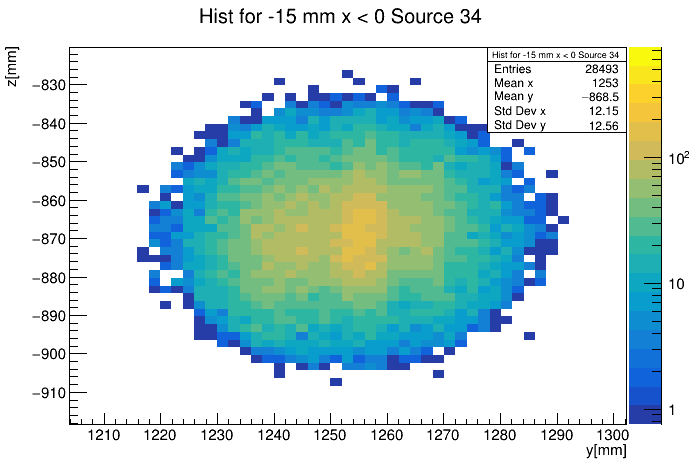 Hist for -15 mm x < 0 Source 34
z[mm]
Hist for -15 mm x < 0 Source 34
Entries 28493
Mean x 1253
Mean y −868.5
Std Dev x 12.15
Std Dev y 12.56
−830
−840
−850
−860
−870
−880
−890
−900
−910
10²
10
1
1210 1220 1230 1240 1250 1260 1270 1280 1290 1300
y[mm]